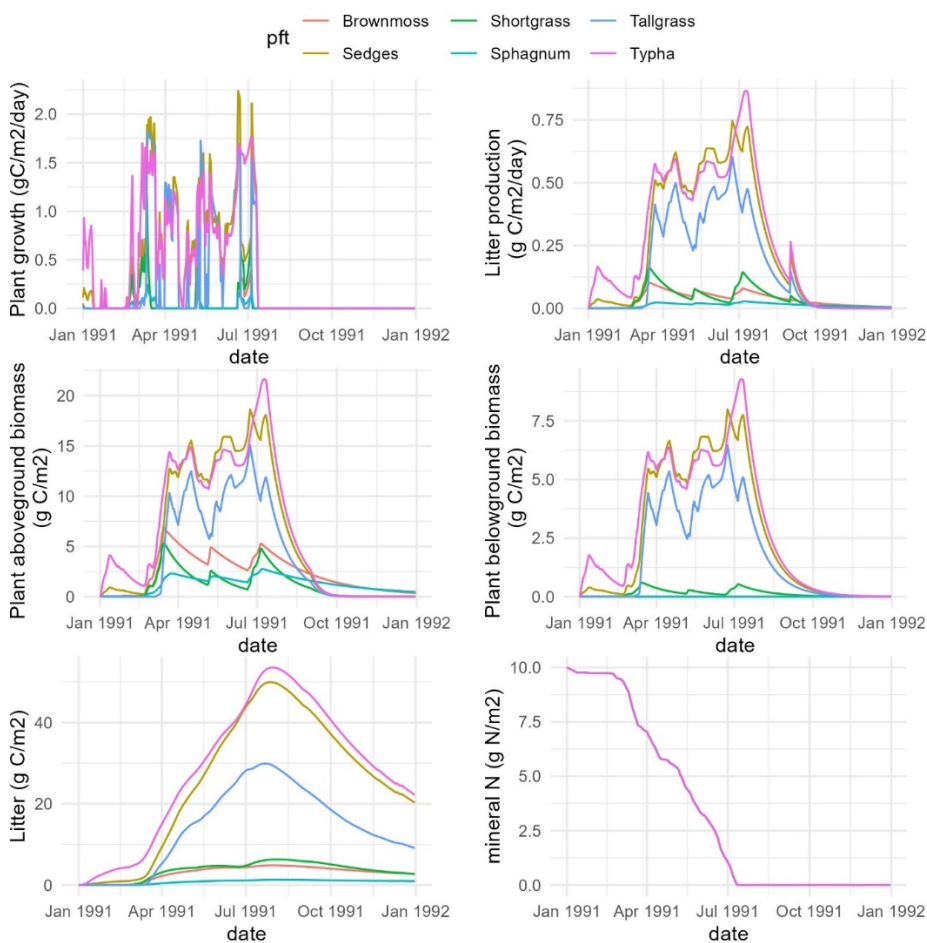 pft
Brownmoss
Shortgrass
Tallgrass
Sedges
Sphagnum
Typha
Plant growth (gC/m2/day)
2.0
1.5
1.0
0.5
0.0
Jan 1991 Apr 1991 Jul 1991 Oct 1991 Jan 1992
date
Litter production
(g C/m2/day)
0.75
0.50
0.25
0.00
Jan 1991 Apr 1991 Jul 1991 Oct 1991 Jan 1992
date
Plant aboveground biomass
(g C/m2)
20
15
10
5
0
Jan 1991 Apr 1991 Jul 1991 Oct 1991 Jan 1992
date
Plant belowground biomass
(g C/m2)
7.5
5.0
2.5
0.0
Jan 1991 Apr 1991 Jul 1991 Oct 1991 Jan 1992
date
Litter (g C/m2)
40
20
0
Jan 1991 Apr 1991 Jul 1991 Oct 1991 Jan 1992
date
mineral N (g N/m2)
10.0
7.5
5.0
2.5
0.0
Jan 1991 Apr 1991 Jul 1991 Oct 1991 Jan 1992
date